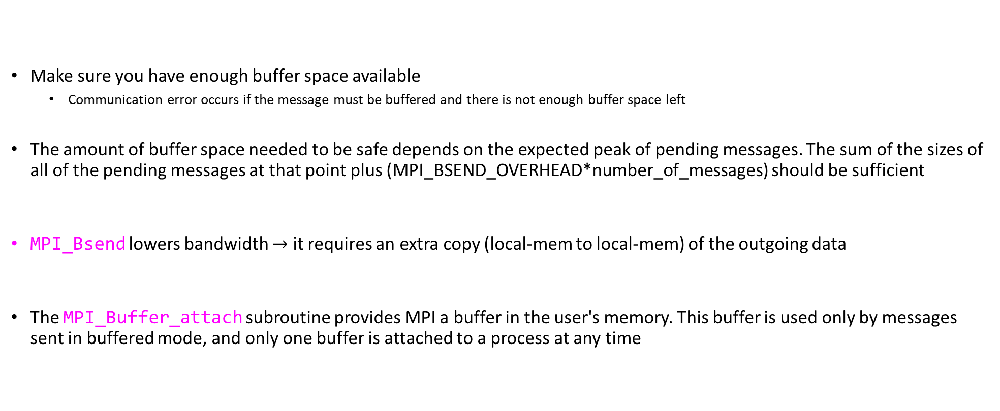 • Make sure you have enough buffer space available
• Communication error occurs if the message must be buffered and there is not enough buffer space left
• The amount of buffer space needed to be safe depends on the expected peak of pending messages. The sum of the sizes of
all of the pending messages at that point plus (MPI_BSEND_OVERHEAD*number_of_messages) should be sufficient
• MPI_Bsend lowers bandwidth → it requires an extra copy (local-mem to local-mem) of the outgoing data
• The MPI_Buffer_attach subroutine provides MPI a buffer in the user's memory. This buffer is used only by messages
sent in buffered mode, and only one buffer is attached to a process at any time